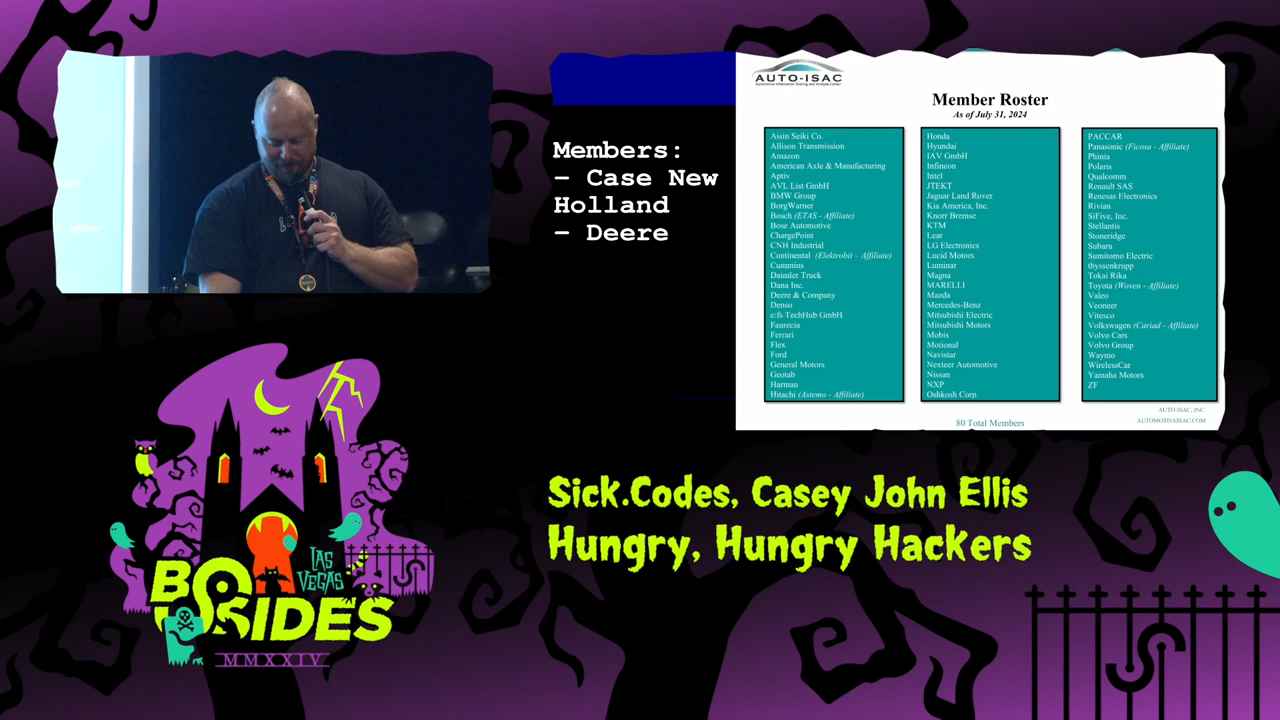 Members:
– Case New
Holland
– Deere
AUTO-ISAC
Automotive Information Sharing and Analysis Center
Member Roster
As of July 31, 2024
Aisin Seiki Co.
Allison Transmission
Amazon
American Axle & Manufacturing
Aptiv
AVL List GmbH
BMW Group
BorgWarner
Bosch (ETAS - Affiliate)
Bose Automotive
ChargePoint
CNH Industrial
Continental (Elektrobit – Affiliate)
Cummins
Daimler Truck
Dana Inc.
Deere & Company
Denso
e:fs TechHub GmbH
Faurecia
Ferrari
Flex
Ford
General Motors
Geotab
Harman
Hitachi (Astemo - Affiliate)
Honda
Hyundai
IAV GmbH
Infineon
Intel
JTEKT
Jaguar Land Rover
Kia America, Inc.
Knorr Bremse
KTM
Lear
LG Electronics
Lucid Motors
Luminar
Magna
MARELLI
Mazda
Mercedes-Benz
Mitsubishi Electric
Mitsubishi Motors
Mobis
Motional
Navistar
Nexteer Automotive
Nissan
NXP
Oshkosh Corp
PACCAR
Panasonic (Ficosa - Affiliate)
Phinia
Polaris
Qualcomm
Renault SAS
Renesas Electronics
Rivian
SiFive, Inc.
Stellantis
Stoneridge
Subaru
Sumitomo Electric
thyssenkrupp
Tokai Rika
Toyota (Woven - Affiliate)
Valeo
Veoneer
Vitesco
Volkswagen (Cariad - Affiliate)
Volvo Cars
Volvo Group
Waymo
WirelessCar
Yamaha Motors
ZF
80 Total Members
AUTO-ISAC, INC.
AUTOMOTIVEISAC.COM
Sick.Codes, Casey John Ellis
Hungry, Hungry Hackers
LAS
VEGAS
BSIDES
MMXXIV